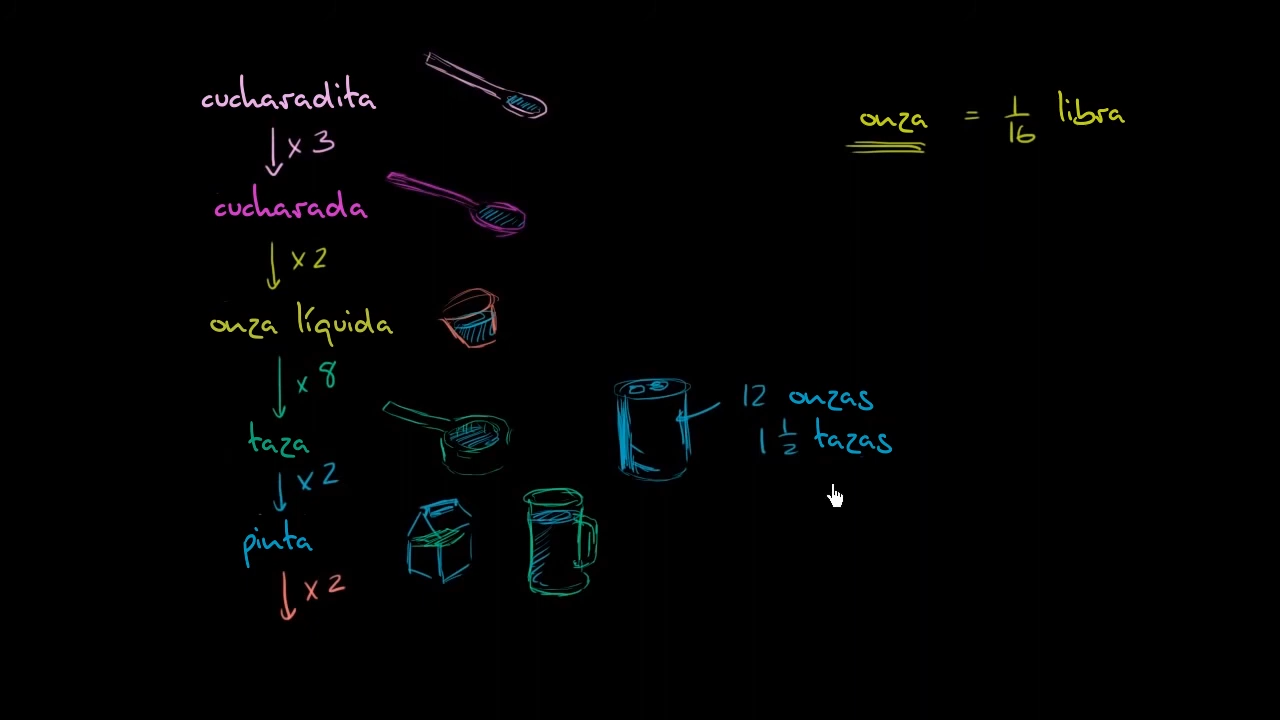 cucharadita
x 3
cucharada
x 2
onza líquida
x 8
taza
x 2
pinta
x 2
onza = 1/16 libra
12 onzas
1 1/2 tazas